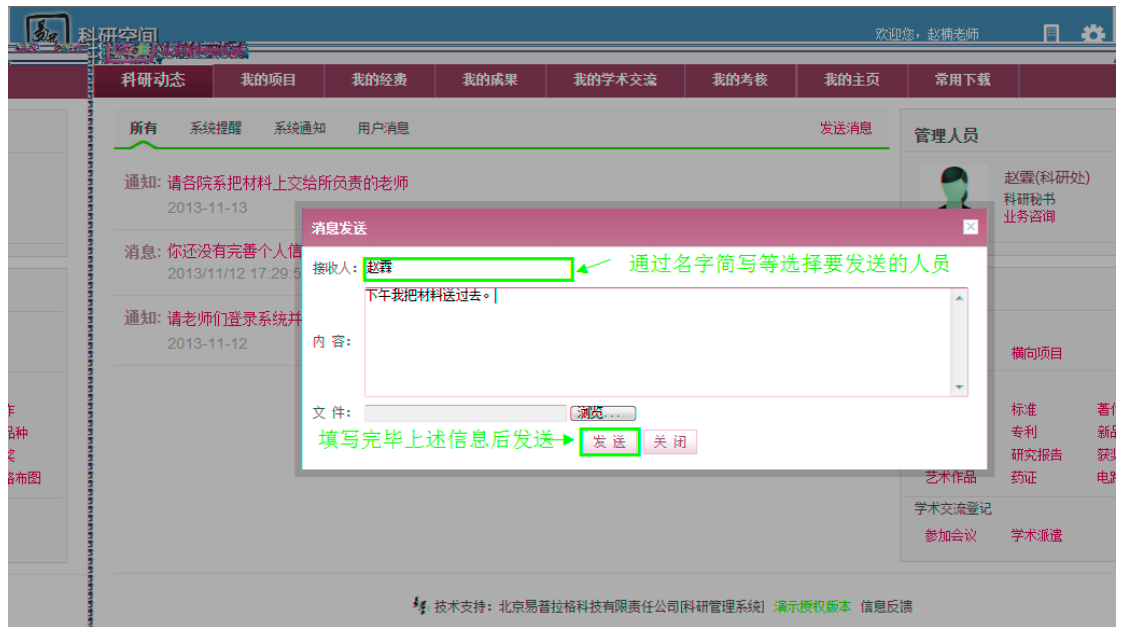 易普 科研空间
欢迎您，赵楠老师
科研动态 我的项目 我的经费 我的成果 我的学术交流 我的考核 我的主页 常用下载
所有 系统提醒 系统通知 用户消息 发送消息
管理人员
通知: 请各院系把材料上交给所负责的老师
2013-11-13
赵霖(科研处)
科研秘书
业务咨询
消息发送
消息: 你还没有完善个人信
2013/11/12 17:29:5
接收人: 赵霖
通过名字简写等选择要发送的人员
下午我把材料送过去。
通知: 请老师们登录系统并
2013-11-12
内 容:
横向项目
文 件: 浏览...
标准
品种
专利
填写完毕上述信息后发送
发 送 关 闭
研究报告
布图
艺术作品 药证
学术交流登记
参加会议 学术派遣
技术支持: 北京易普拉格科技有限责任公司[科研管理系统] 演示授权版本 信息反馈